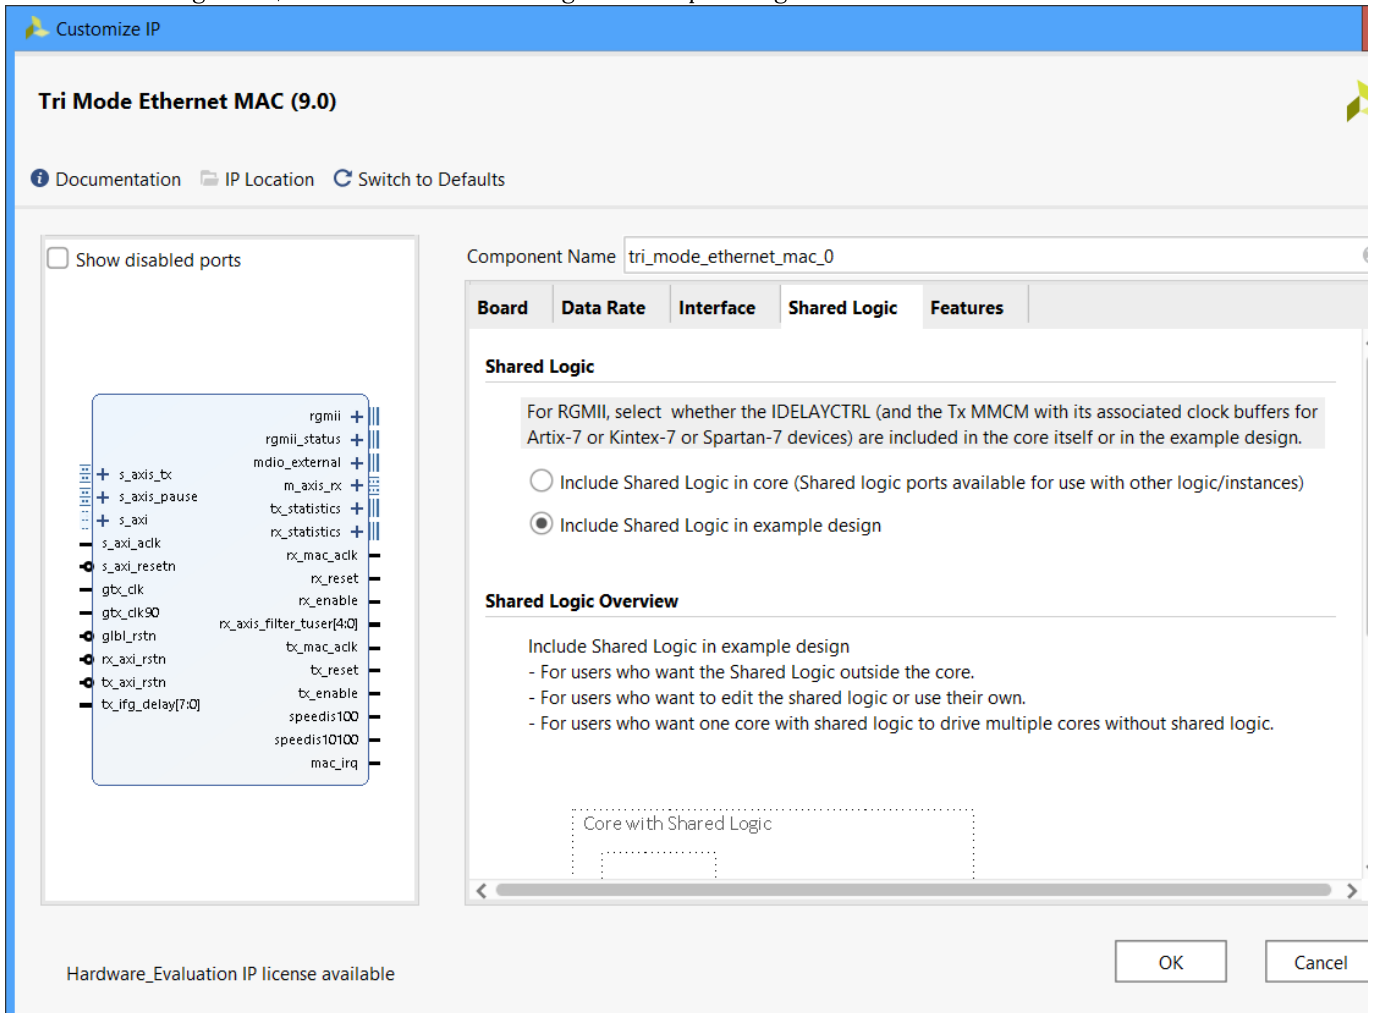 Customize IP
Tri Mode Ethernet MAC (9.0)
Documentation IP Location Switch to Defaults
Show disabled ports
rgmii
rgmii_status
mdio_external
s_axis_tx
m_axis_rx
s_axis_pause
tx_statistics
s_axi
rx_statistics
s_axi_aclk
rx_mac_aclk
s_axi_resetn
rx_reset
gtx_clk
rx_enable
gtx_clk90
rx_axis_filter_tuser[4:0]
glbl_rstn
tx_mac_aclk
rx_axi_rstn
tx_reset
tx_axi_rstn
tx_enable
tx_ifg_delay[7:0]
speedis100
speedis10100
mac_irq
Component Name tri_mode_ethernet_mac_0
Board Data Rate Interface Shared Logic Features
Shared Logic
For RGMII, select whether the IDELAYCTRL (and the Tx MMCM with its associated clock buffers for
Artix-7 or Kintex-7 or Spartan-7 devices) are included in the core itself or in the example design.
Include Shared Logic in core (Shared logic ports available for use with other logic/instances)
Include Shared Logic in example design
Shared Logic Overview
Include Shared Logic in example design
- For users who want the Shared Logic outside the core.
- For users who want to edit the shared logic or use their own.
- For users who want one core with shared logic to drive multiple cores without shared logic.
Core with Shared Logic
Hardware_Evaluation IP license available
OK Cancel